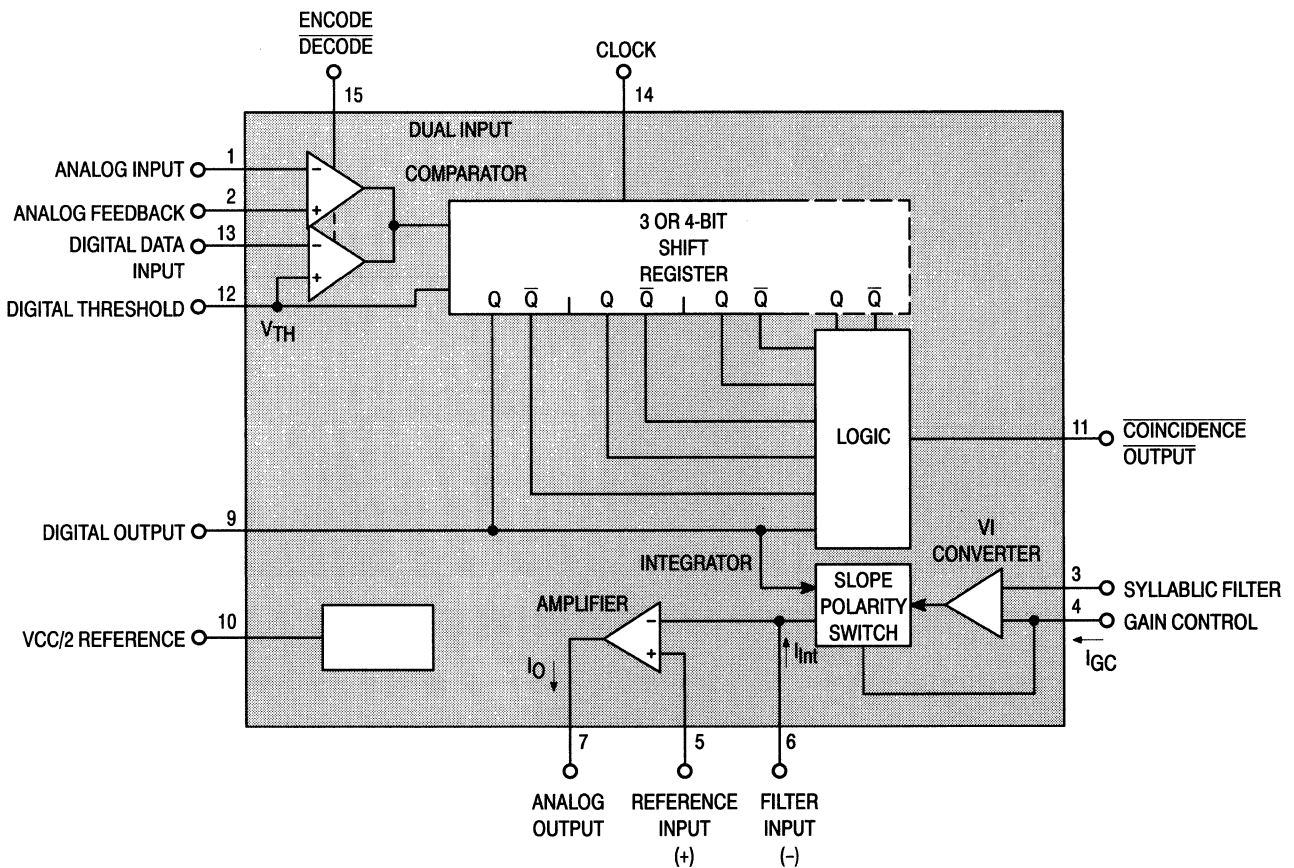 ENCODE
DECODE
CLOCK
15
14
DUAL INPUT
COMPARATOR
ANALOG INPUT
1
−
ANALOG FEEDBACK
2
+
DIGITAL DATA
INPUT
13
−
+
DIGITAL THRESHOLD
12
VTH
3 OR 4-BIT
SHIFT
REGISTER
Q Q̅ Q Q̅ Q Q̅ Q Q̅
LOGIC
11
COINCIDENCE
OUTPUT
DIGITAL OUTPUT
9
INTEGRATOR
AMPLIFIER
SLOPE
POLARITY
SWITCH
VI
CONVERTER
3
SYLLABIC FILTER
4
GAIN CONTROL
IGC
VCC/2 REFERENCE
10
−
+
IO
IInt
7
5
6
ANALOG
OUTPUT
REFERENCE
INPUT
(+)
FILTER
INPUT
(−)